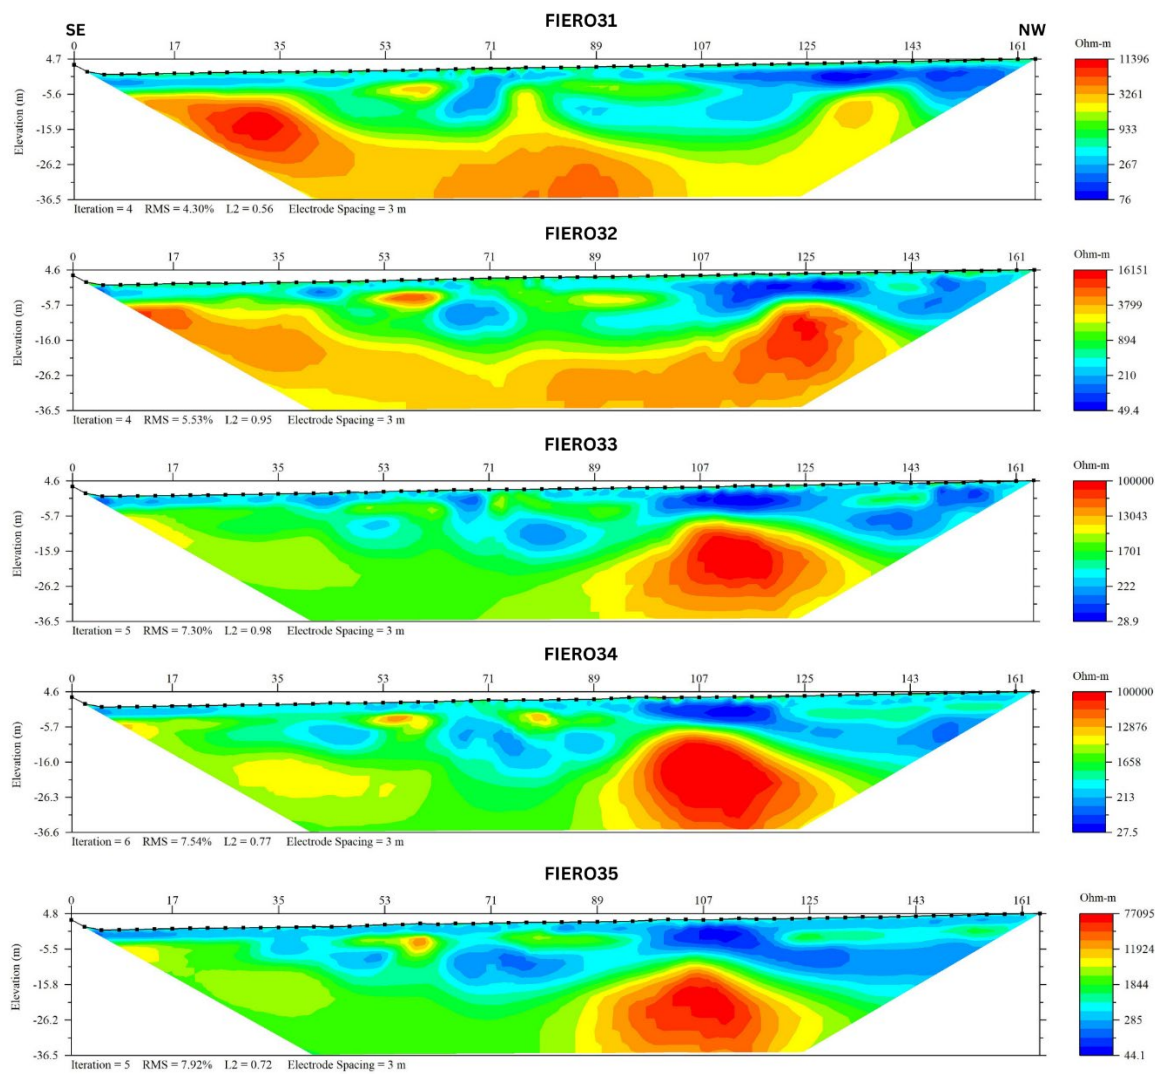 FIERO31
SE NW
0 17 35 53 71 89 107 125 143 161
Ohm-m
4.7 11396
-5.6 3261
-15.9 933
-26.2 267
-36.5 76
Elevation (m)
Iteration = 4 RMS = 4.30% L2 = 0.56 Electrode Spacing = 3 m
FIERO32
0 17 35 53 71 89 107 125 143 161
Ohm-m
4.6 16151
-5.7 3799
-16.0 894
-26.2 210
-36.5 49.4
Elevation (m)
Iteration = 4 RMS = 5.53% L2 = 0.95 Electrode Spacing = 3 m
FIERO33
0 17 35 53 71 89 107 125 143 161
Ohm-m
4.6 100000
-5.7 13043
-15.9 1701
-26.2 222
-36.5 28.9
Elevation (m)
Iteration = 5 RMS = 7.30% L2 = 0.98 Electrode Spacing = 3 m
FIERO34
0 17 35 53 71 89 107 125 143 161
Ohm-m
4.6 100000
-5.7 12876
-16.0 1658
-26.3 213
-36.6 27.5
Elevation (m)
Iteration = 6 RMS = 7.54% L2 = 0.77 Electrode Spacing = 3 m
FIERO35
0 17 35 53 71 89 107 125 143 161
Ohm-m
4.8 77095
-5.5 11924
-15.8 1844
-26.2 285
-36.5 44.1
Elevation (m)
Iteration = 5 RMS = 7.92% L2 = 0.72 Electrode Spacing = 3 m